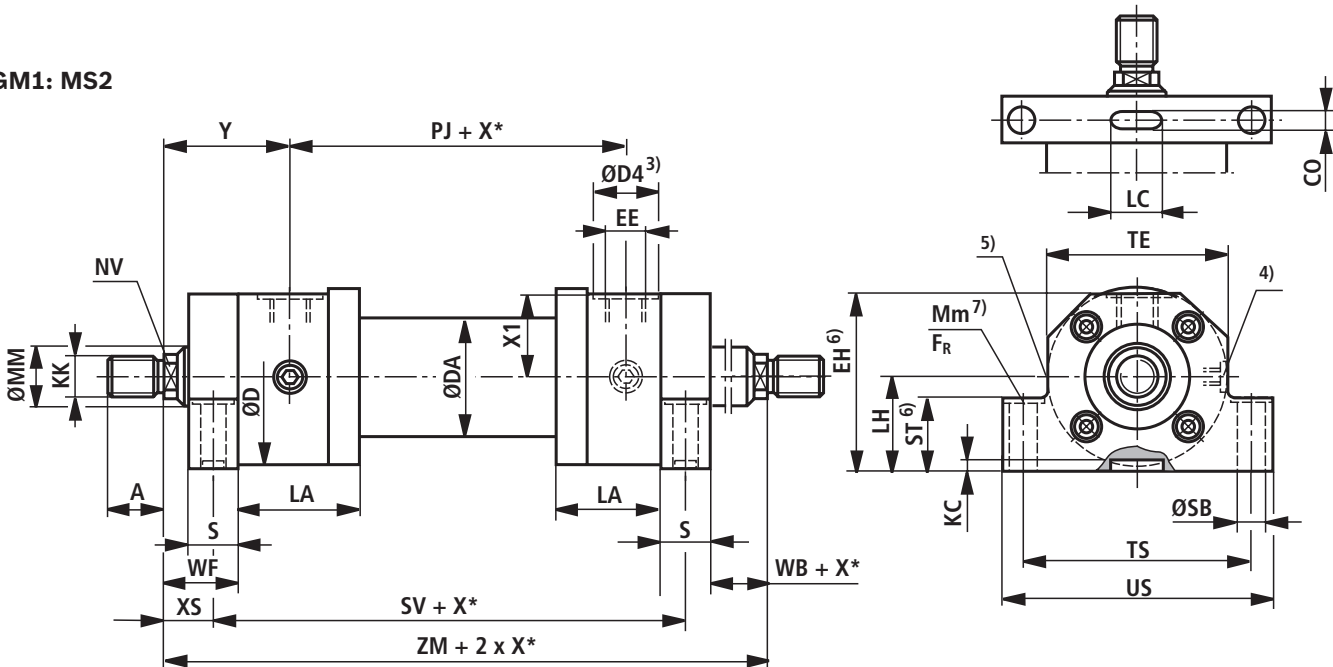 GM1: MS2
Y
PJ + X*
ØD4 3)
EE
NV
X1
ØMM
KK
ØD
ØDA
A
LA
LA
S
S
WF
WB + X*
XS
SV + X*
ZM + 2 x X*
CO
LC
TE
5)
4)
Mm 7)
FR
EH 6)
LH
ST 6)
KC
ØSB
TS
US